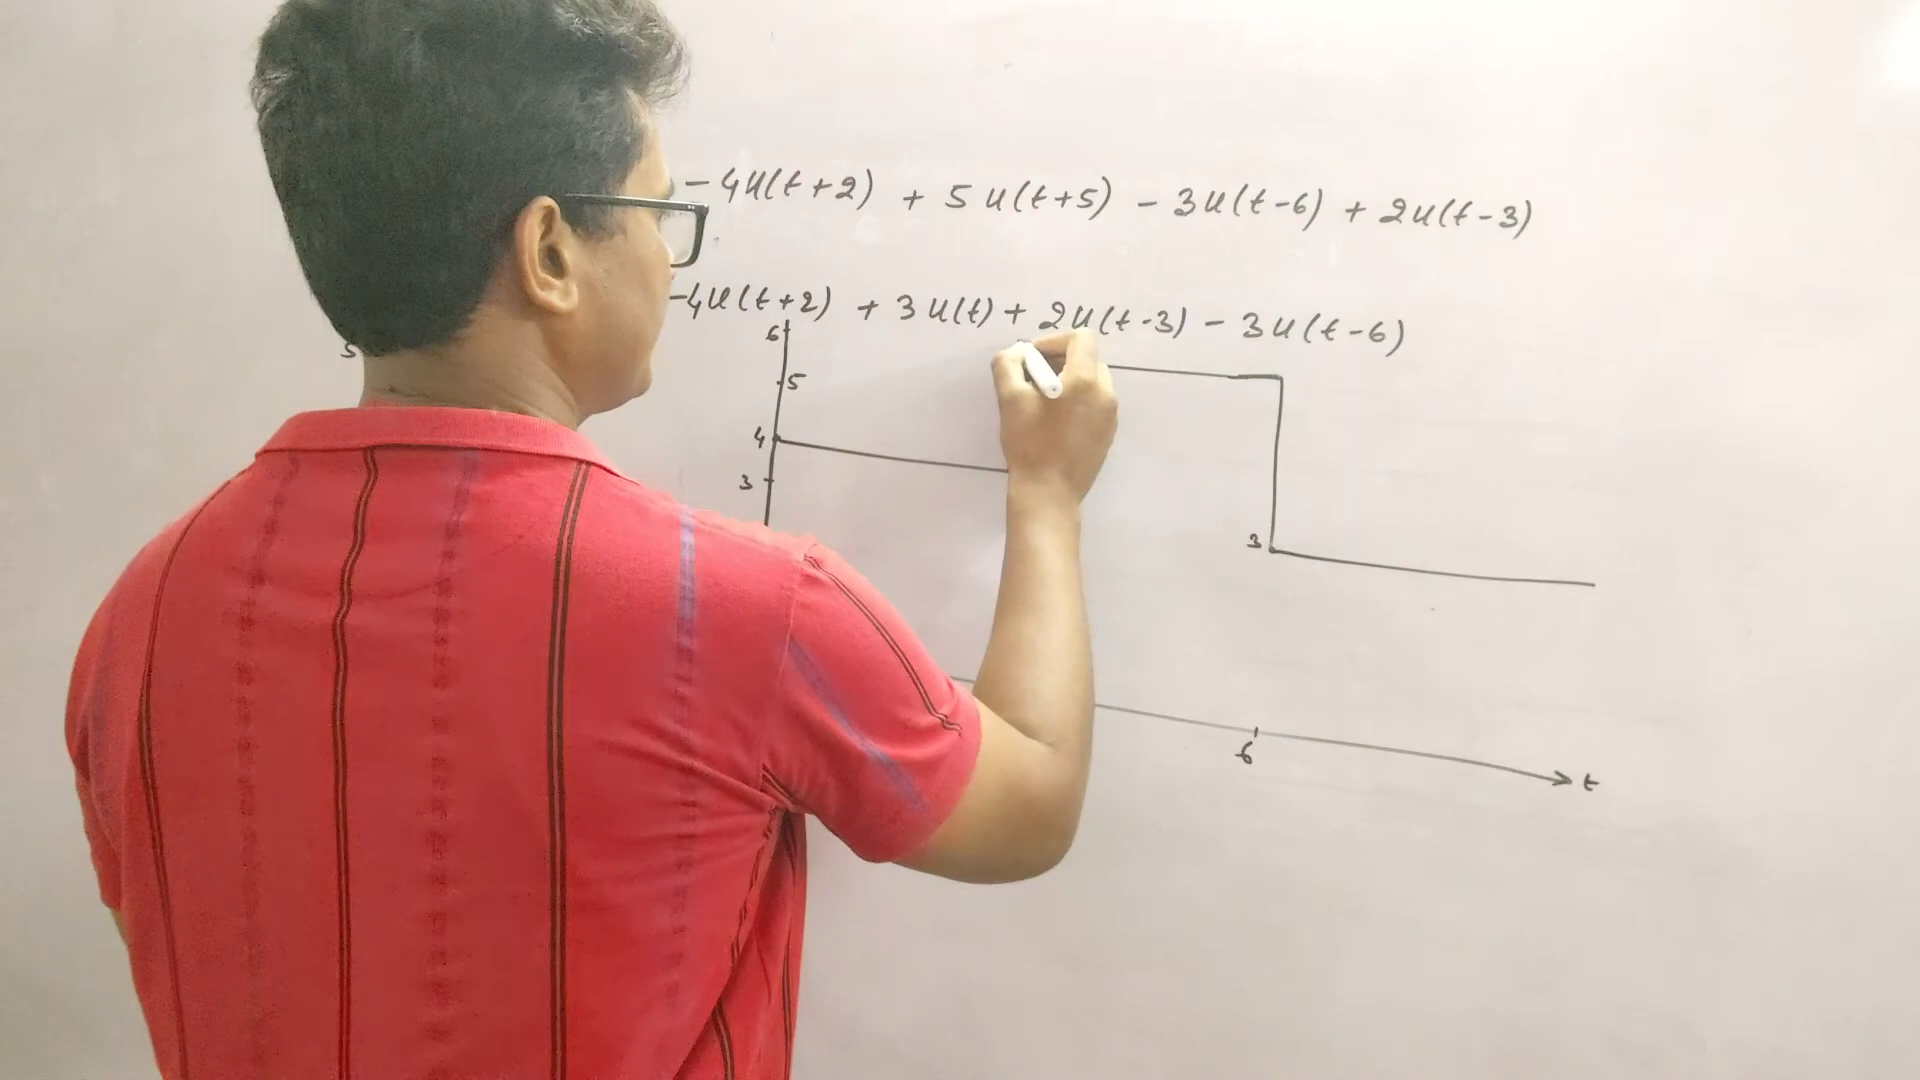 -4u(t+2) + 5u(t+5) - 3u(t-6) + 2u(t-3)
-4u(t+2) + 3u(t) + 2u(t-3) - 3u(t-6)
6
5
5
4
3
3
6
t